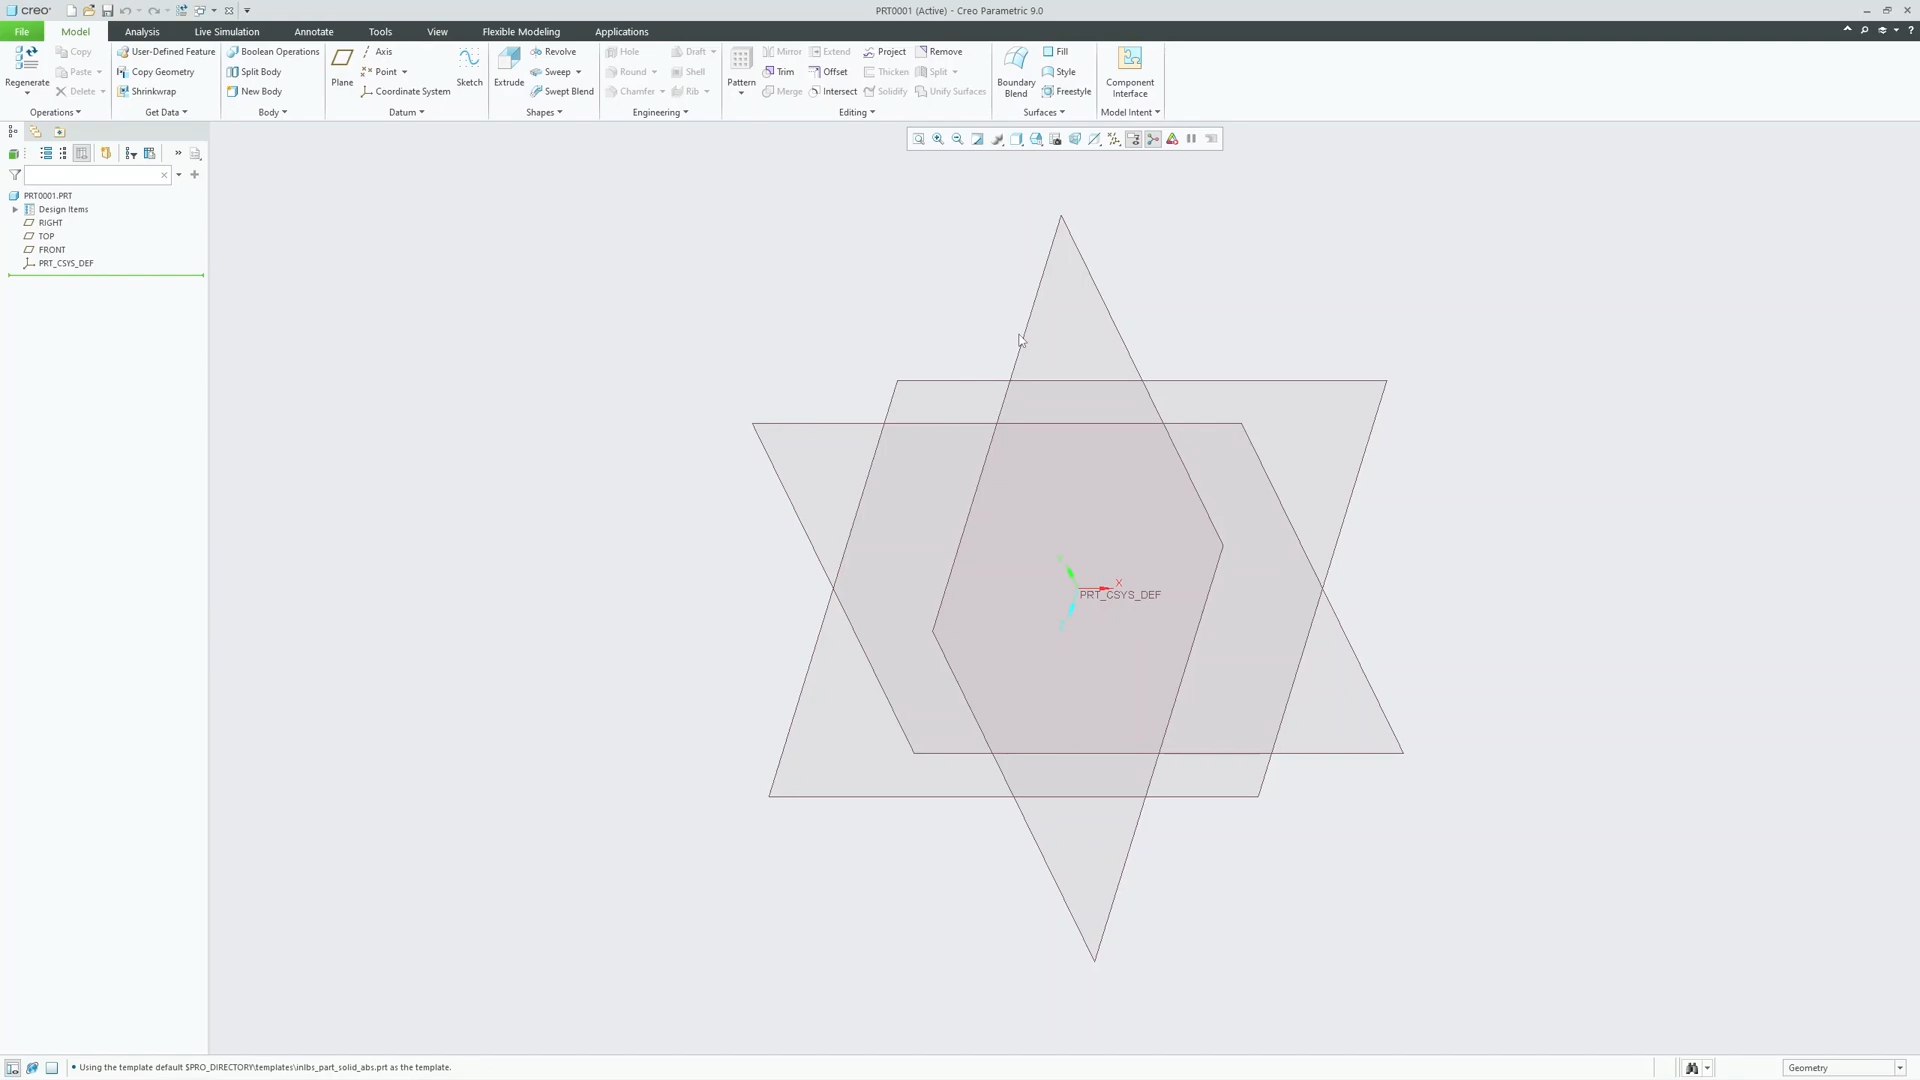 creo
PRT0001 (Active) - Creo Parametric 9.0
File Model Analysis Live Simulation Annotate Tools View Flexible Modeling Applications
Regenerate
Copy
Paste
Delete
Operations
User-Defined Feature
Copy Geometry
Shrinkwrap
Get Data
Boolean Operations
Split Body
New Body
Body
Plane
Axis
Point
Coordinate System
Sketch
Datum
Extrude
Revolve
Sweep
Swept Blend
Shapes
Hole
Round
Chamfer
Draft
Shell
Rib
Engineering
Pattern
Mirror
Trim
Merge
Extend
Offset
Intersect
Project
Thicken
Solidify
Remove
Split
Unify Surfaces
Editing
Boundary
Blend
Fill
Style
Freestyle
Surfaces
Component
Interface
Model Intent
PRT0001.PRT
Design Items
RIGHT
TOP
FRONT
PRT_CSYS_DEF
X
PRT_CSYS_DEF
Using the template default $PRO_DIRECTORY\templates\inlbs_part_solid_abs.prt as the template.
Geometry